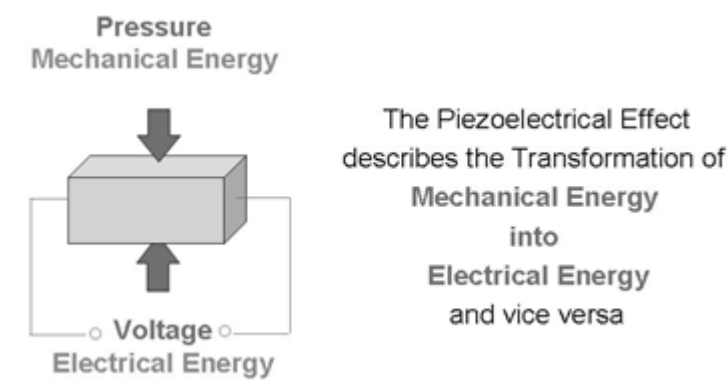 Pressure
Mechanical Energy
Voltage
Electrical Energy
The Piezoelectrical Effect
describes the Transformation of
Mechanical Energy
into
Electrical Energy
and vice versa